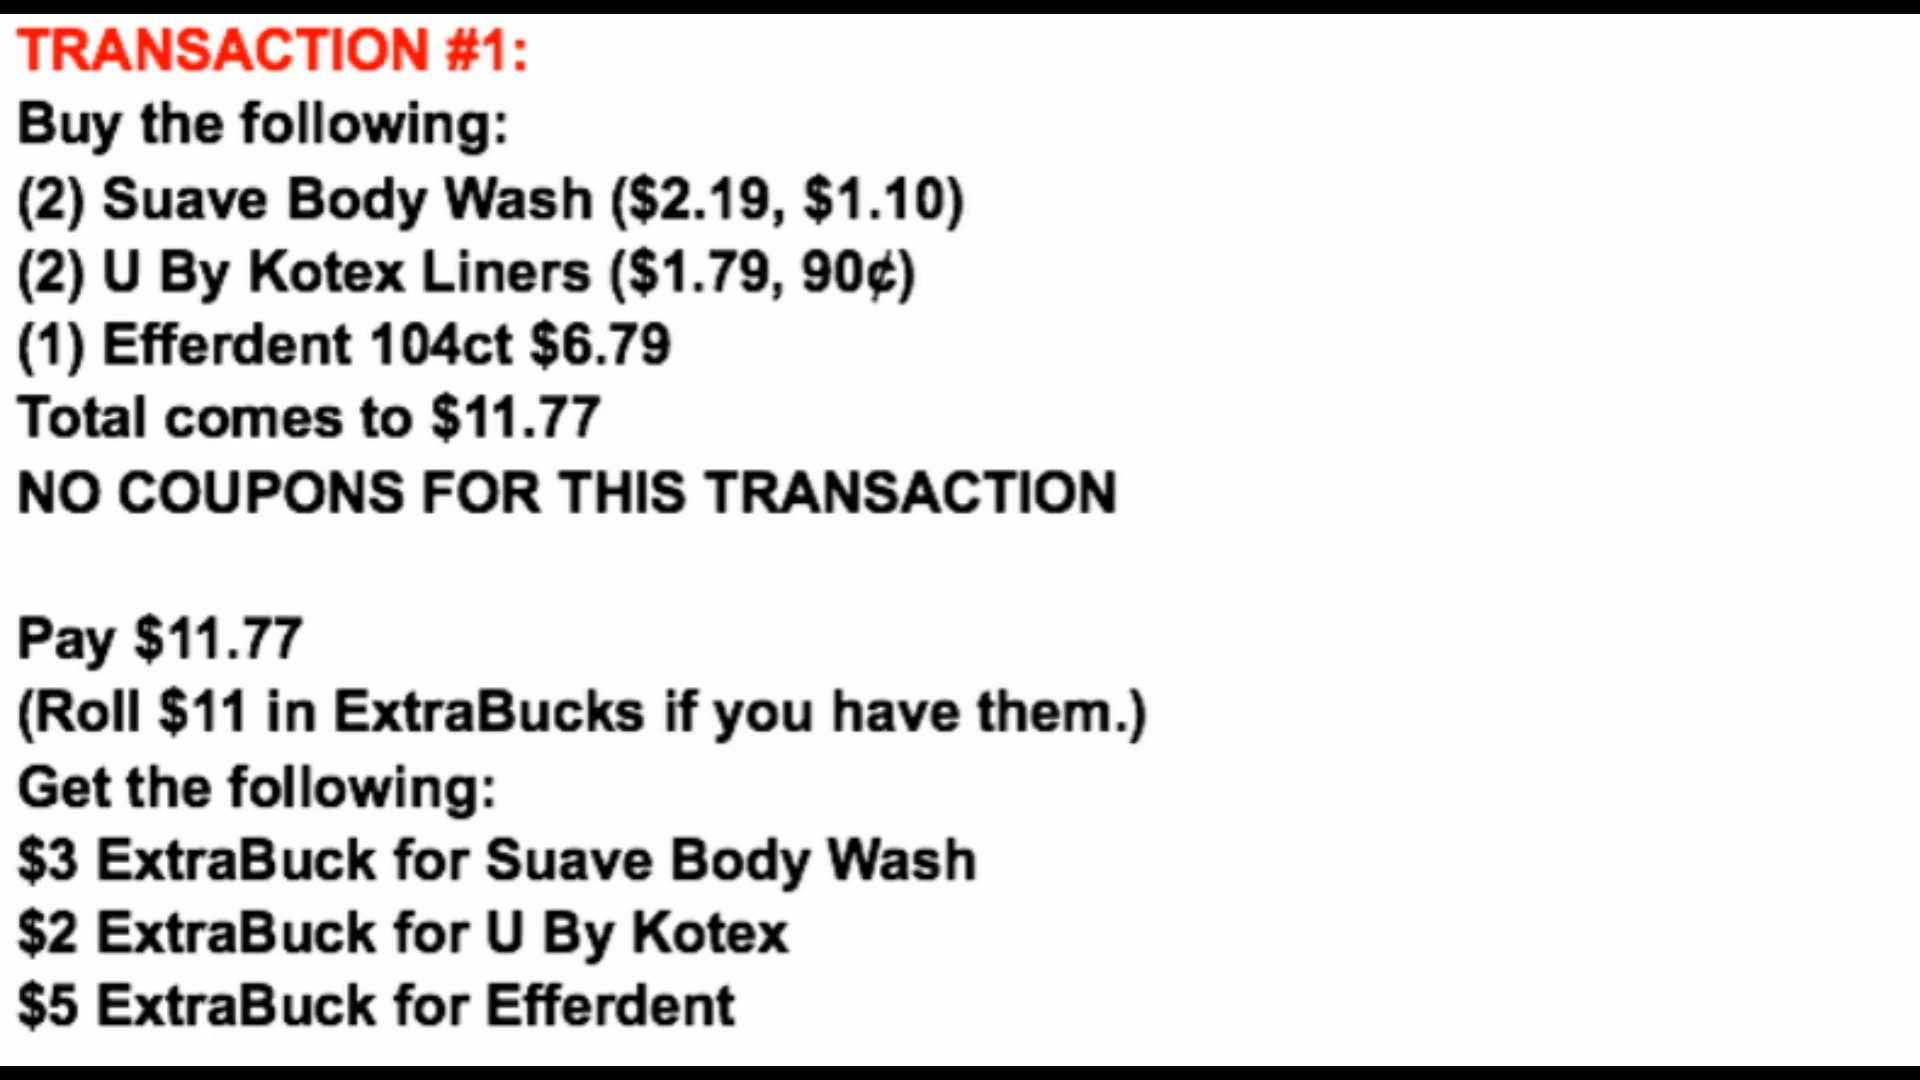 TRANSACTION #1:
Buy the following:
(2) Suave Body Wash ($2.19, $1.10)
(2) U By Kotex Liners ($1.79, 90¢)
(1) Efferdent 104ct $6.79
Total comes to $11.77
NO COUPONS FOR THIS TRANSACTION
Pay $11.77
(Roll $11 in ExtraBucks if you have them.)
Get the following:
$3 ExtraBuck for Suave Body Wash
$2 ExtraBuck for U By Kotex
$5 ExtraBuck for Efferdent